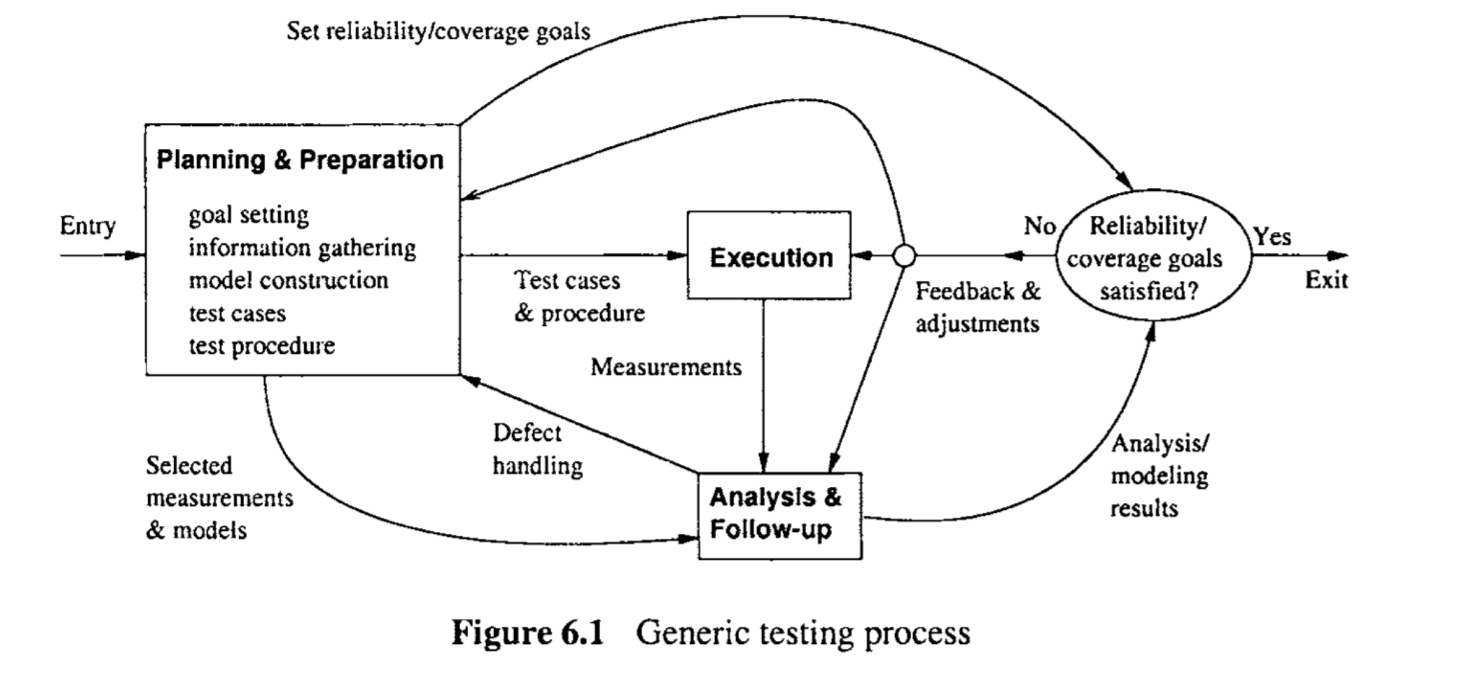 Set reliability/coverage goals
Planning & Preparation
goal setting
information gathering
model construction
test cases
test procedure
Entry
Test cases
& procedure
Execution
No
Reliability/
coverage goals
satisfied?
Yes
Exit
Feedback &
adjustments
Measurements
Defect
handling
Selected
measurements
& models
Analysis &
Follow-up
Analysis/
modeling
results
Figure 6.1 Generic testing process